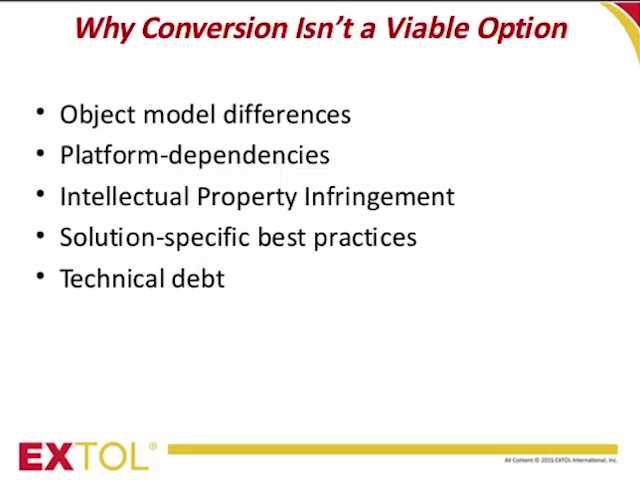 Why Conversion Isn't a Viable Option
• Object model differences
• Platform-dependencies
• Intellectual Property Infringement
• Solution-specific best practices
• Technical debt
EXTOL®
All Content © 2015 EXTOL International, Inc.